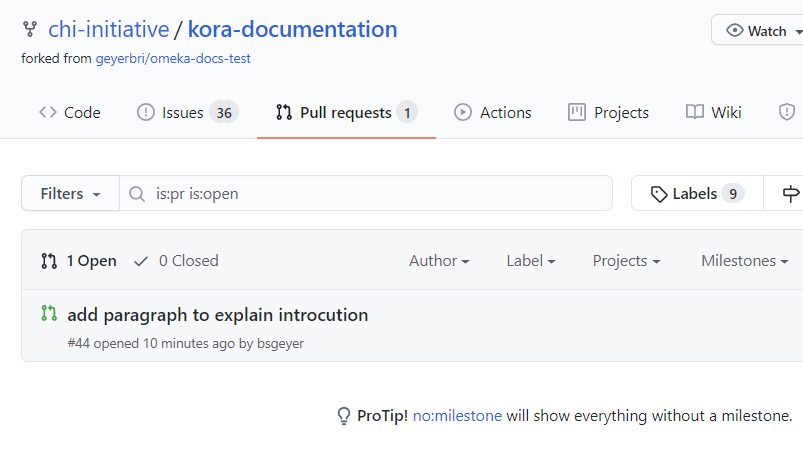 chi-initiative / kora-documentation
Watch
forked from geyerbri/omeka-docs-test
Code Issues 36 Pull requests 1 Actions Projects Wiki
Filters is:pr is:open Labels 9
1 Open 0 Closed Author Label Projects Milestones
add paragraph to explain introcution
#44 opened 10 minutes ago by bsgeyer
ProTip! no:milestone will show everything without a milestone.